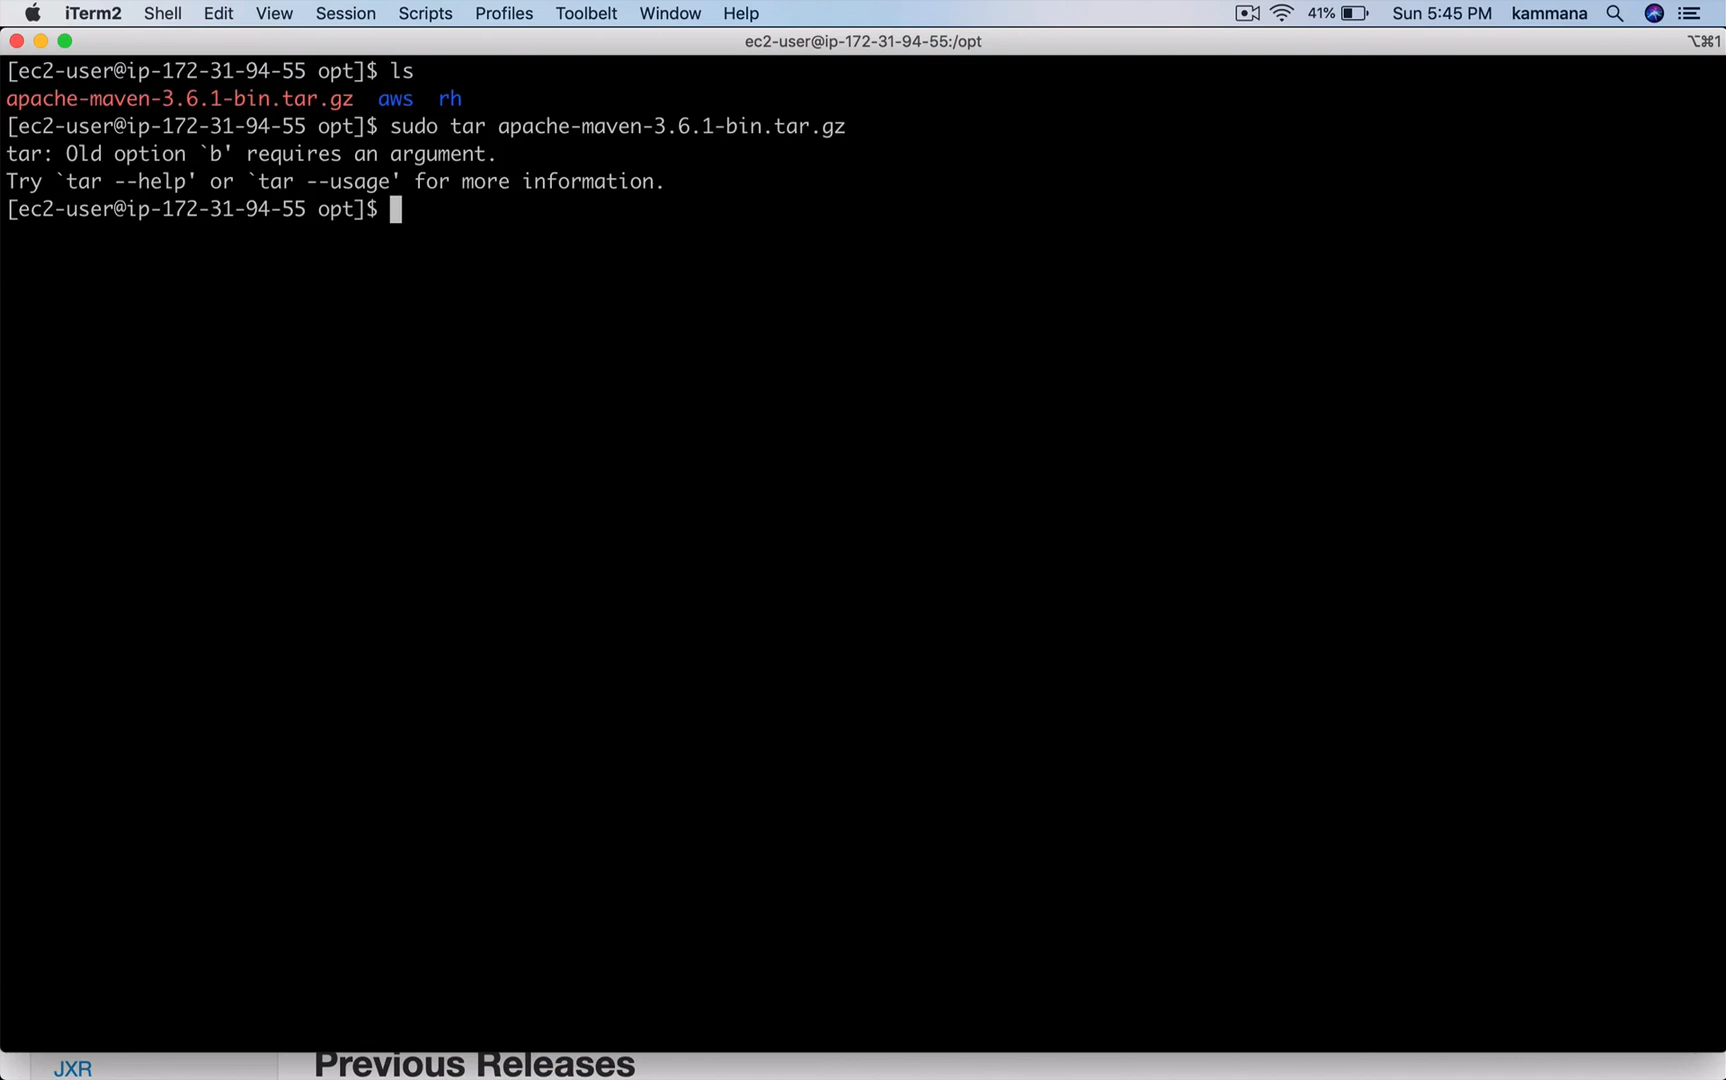 iTerm2 Shell Edit View Session Scripts Profiles Toolbelt Window Help 41% Sun 5:45 PM kammana
ec2-user@ip-172-31-94-55:/opt ⌥⌘1
[ec2-user@ip-172-31-94-55 opt]$ ls
apache-maven-3.6.1-bin.tar.gz aws rh
[ec2-user@ip-172-31-94-55 opt]$ sudo tar apache-maven-3.6.1-bin.tar.gz
tar: Old option `b' requires an argument.
Try `tar --help' or `tar --usage' for more information.
[ec2-user@ip-172-31-94-55 opt]$
JXR Previous Releases